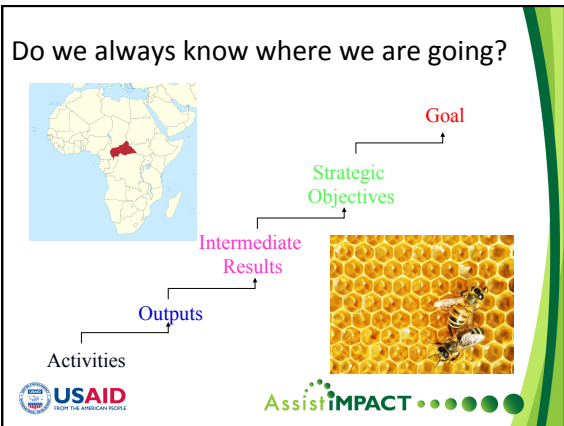 Do we always know where we are going?
Goal
Strategic
Objectives
Intermediate
Results
Outputs
Activities
USAID
FROM THE AMERICAN PEOPLE
AssistiMPACT